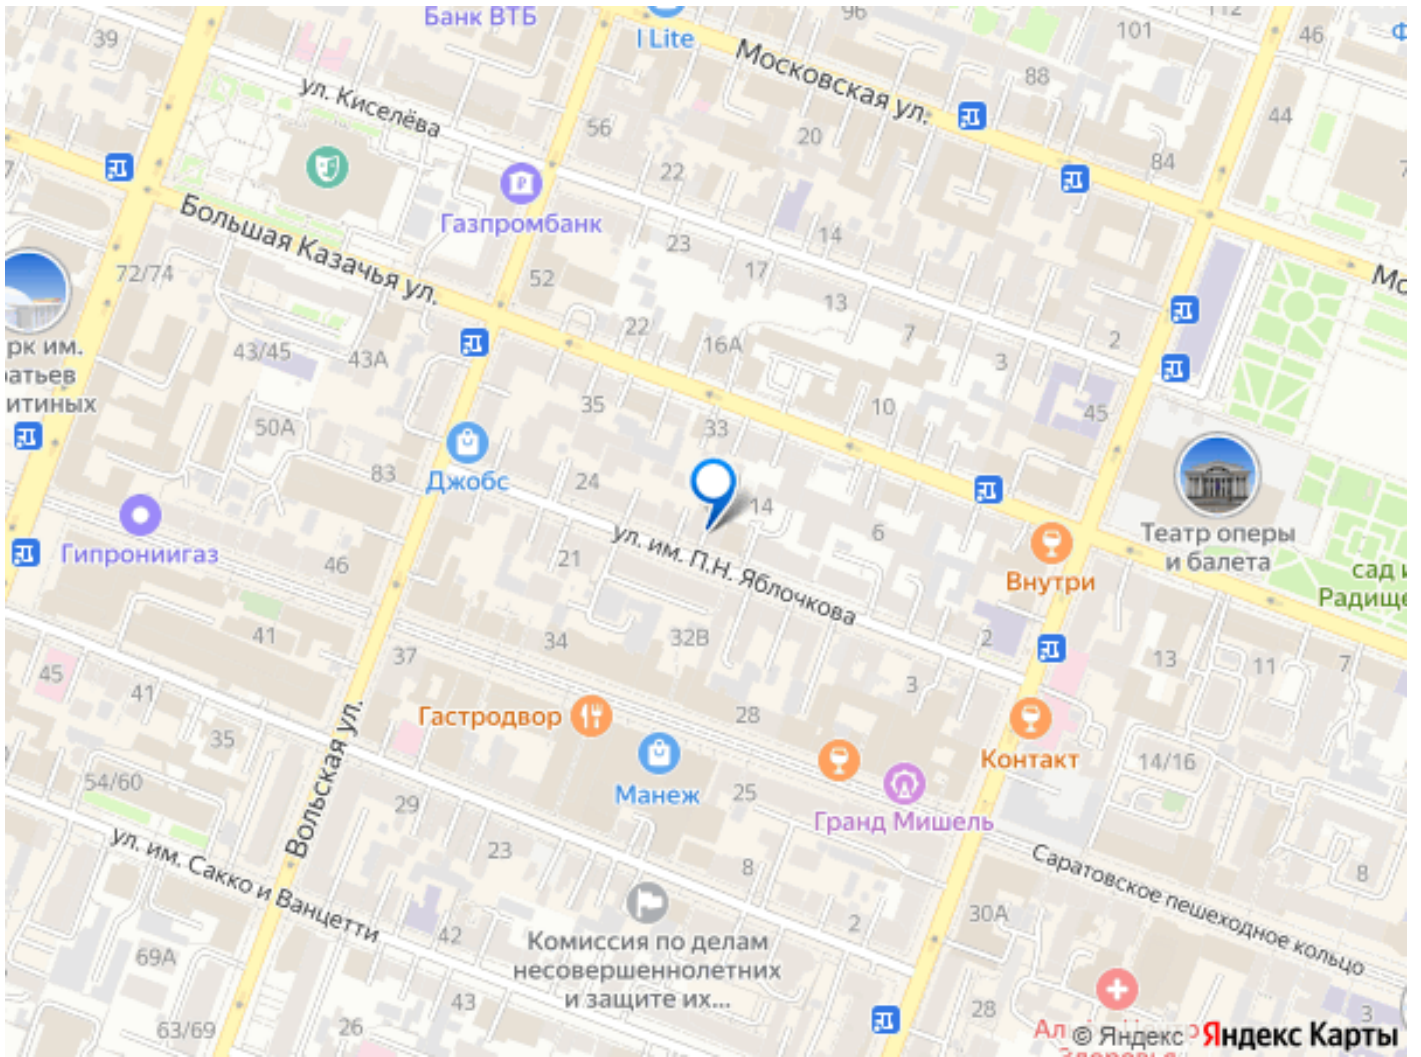 Банк ВТБ
I Lite
96
112
39
101
46
Московская ул.
88
ул. Киселёва
44
56
20
84
22
Газпромбанк
Большая Казачья ул.
14
23
17
72/74
52
13
22
7
2
16А
43/45
43А
3
рк им.
ратьев
итиных
35
10
45
50А
33
83
Джобс
24
14
Театр оперы
и балета
6
ул. им. П.Н. Яблочкова
Гипрониигаз
46
21
Внутри
сад и
Радище
41
34
32В
2
37
13
11
7
45
41
3
Гастродвор
28
35
Контакт
14/16
54/60
Манеж
25
Вольская ул.
29
Гранд Мишель
23
8
8
ул. им. Сакко и Ванцетти
Саратовское пешеходное кольцо
30А
2
42
Комиссия по делам
несовершеннолетних
и защите их...
69А
43
28
3
26
63/69
© Яндекс
Яндекс Карты